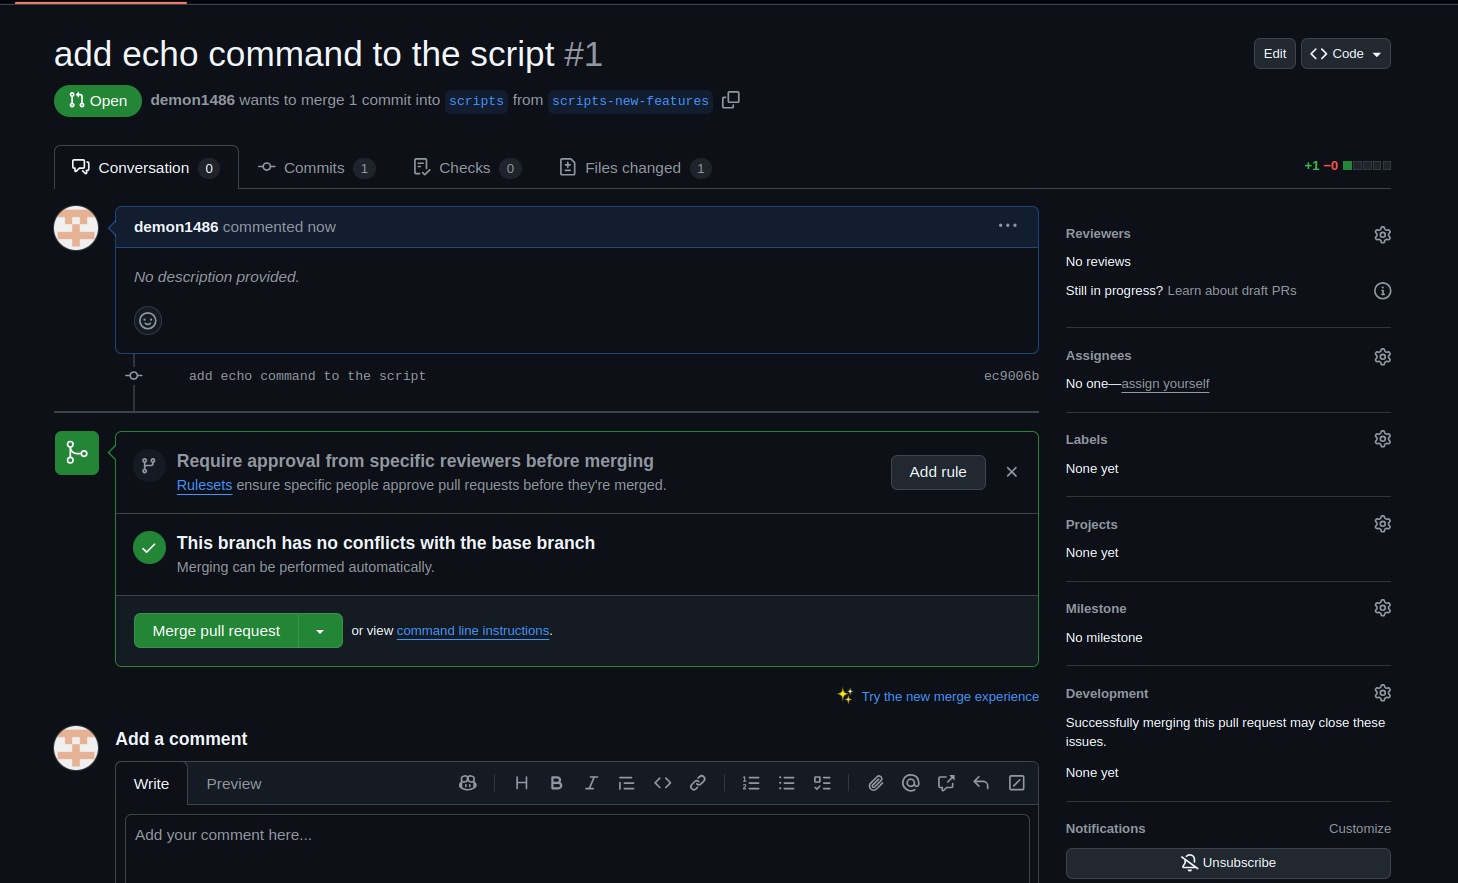 add echo command to the script #1
Edit
Code
Open
demon1486 wants to merge 1 commit into scripts from scripts-new-features
Conversation 0
Commits 1
Checks 0
Files changed 1
+1 −0
demon1486 commented now
No description provided.
add echo command to the script
ec9006b
Require approval from specific reviewers before merging
Rulesets ensure specific people approve pull requests before they're merged.
Add rule
This branch has no conflicts with the base branch
Merging can be performed automatically.
Merge pull request
or view command line instructions.
Try the new merge experience
Add a comment
Write
Preview
Add your comment here...
Reviewers
No reviews
Still in progress? Learn about draft PRs
Assignees
No one—assign yourself
Labels
None yet
Projects
None yet
Milestone
No milestone
Development
Successfully merging this pull request may close these
issues.
None yet
Notifications
Customize
Unsubscribe